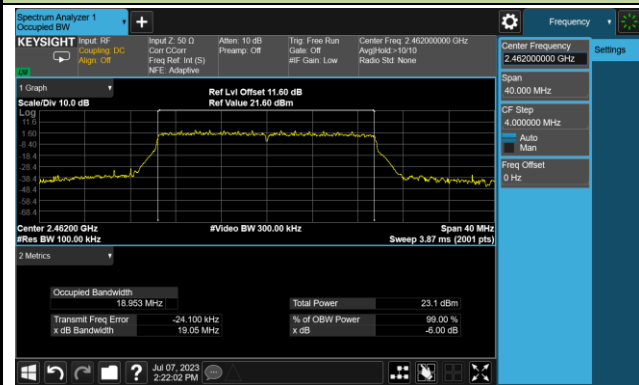 Spectrum Analyzer 1
Occupied BW
Frequency
KEYSIGHT
Input: RF
Coupling: DC
Align: Off
Input Z: 50 Ω
Corr CCorr
Freq Ref: Int (S)
NFE: Adaptive
Atten: 10 dB
Preamp: Off
Trig: Free Run
Gate: Off
#IF Gain: Low
Center Freq: 2.462000000 GHz
Avg|Hold:>10/10
Radio Std: None
LVI
Center Frequency
2.462000000 GHz
Settings
Span
40.000 MHz
CF Step
4.000000 MHz
Auto
Man
Freq Offset
0 Hz
1 Graph
Scale/Div 10.0 dB
Ref Lvl Offset 11.60 dB
Ref Value 21.60 dBm
Log
11.6
1.60
-8.40
-18.4
-28.4
-38.4
-48.4
-58.4
-68.4
Center 2.46200 GHz
#Video BW 300.00 kHz
Span 40 MHz
#Res BW 100.00 kHz
Sweep 3.87 ms (2001 pts)
2 Metrics
Occupied Bandwidth
18.953 MHz
Total Power 23.1 dBm
Transmit Freq Error -24.100 kHz
% of OBW Power 99.00 %
x dB Bandwidth 19.05 MHz
x dB -6.00 dB
Jul 07, 2023
2:22:02 PM